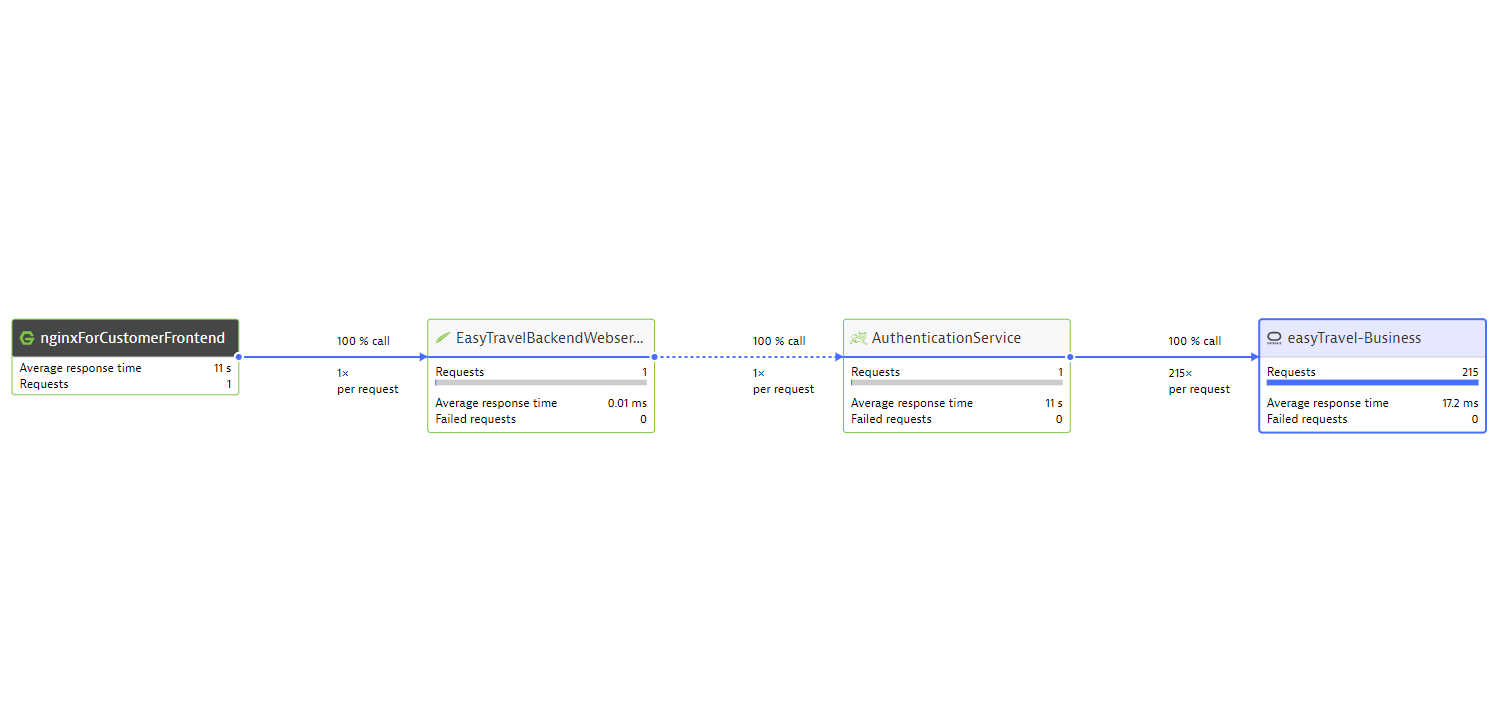 nginxForCustomerFrontend
Average response time 11 s
Requests 1
100 % call
1×
per request
EasyTravelBackendWebser...
Requests 1
Average response time 0.01 ms
Failed requests 0
100 % call
1×
per request
AuthenticationService
Requests 1
Average response time 11 s
Failed requests 0
100 % call
215×
per request
easyTravel-Business
Requests 215
Average response time 17.2 ms
Failed requests 0